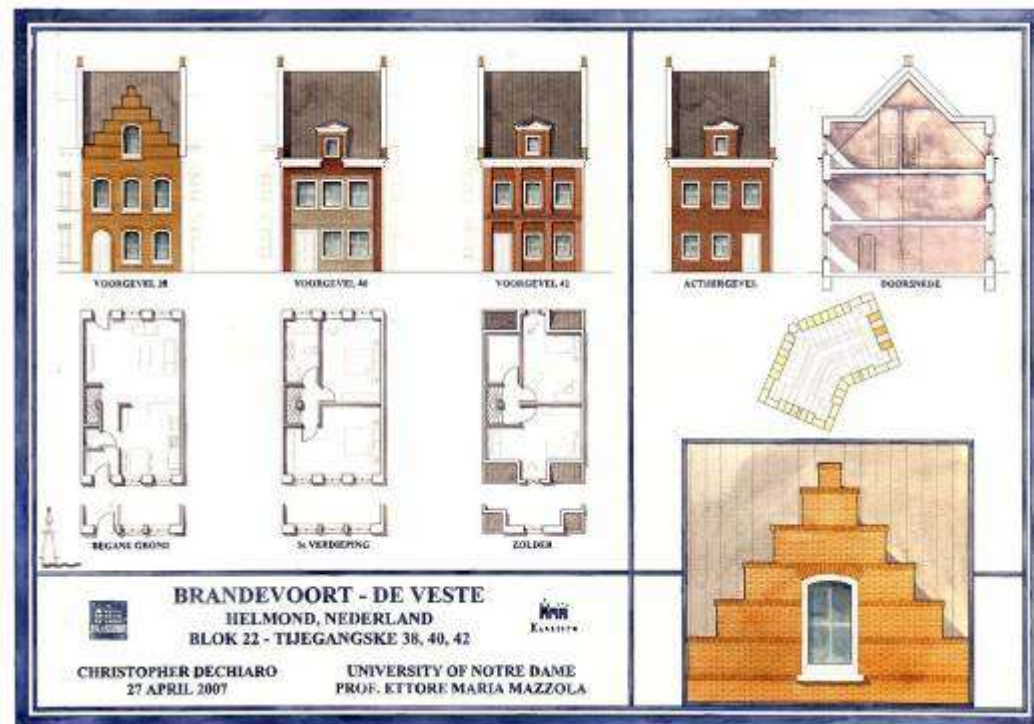 VOORGEVEL 38
VOORGEVEL 40
VOORGEVEL 42
ACTHERGEVEL
DOORSNEDE
BEGANE GROND
1e VERDIEPING
ZOLDER
BRANDEVOORT - DE VESTE
HELMOND, NEDERLAND
BLOK 22 - TIJEGANGSKE 38, 40, 42
CHRISTOPHER DECHIARO
27 APRIL 2007
UNIVERSITY OF NOTRE DAME
PROF. ETTORE MARIA MAZZOLA